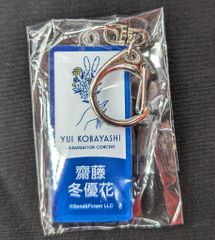 YUI KOBAYASHI
GRADUATION CONCERT
齋藤
冬優花
©Seed&Flower LLC